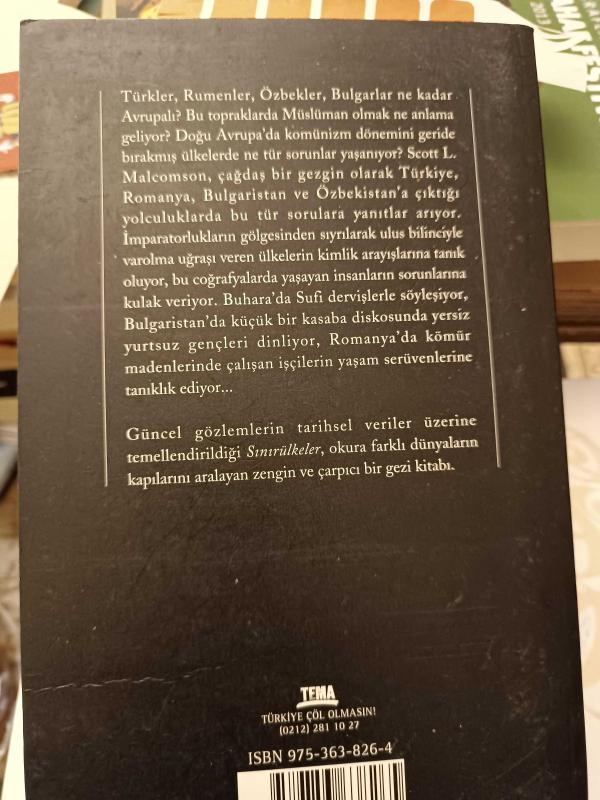 Türkler, Rumenler, Özbekler, Bulgarlar ne kadar
Avrupalı? Bu topraklarda Müslüman olmak ne anlama
geliyor? Doğu Avrupa'da komünizm dönemini geride
bırakmış ülkelerde ne tür sorunlar yaşanıyor? Scott L.
Malcomson, çağdaş bir gezgin olarak Türkiye,
Romanya, Bulgaristan ve Özbekistan'a çıktığı
yolculuklarda bu tür sorulara yanıtlar arıyor.
İmparatorlukların gölgesinden sıyrılarak ulus bilinciyle
varolma uğraşı veren ülkelerin kimlik arayışlarına tanık
oluyor, bu coğrafyalarda yaşayan insanların sorunlarına
kulak veriyor. Buhara'da Sufi dervişlerle söyleşiyor,
Bulgaristan'da küçük bir kasaba diskosunda yersiz
yurtsuz gençleri dinliyor, Romanya'da kömür
madenlerinde çalışan işçilerin yaşam serüvenlerine
tanıklık ediyor...
Güncel gözlemlerin tarihsel veriler üzerine
temellendirildiği Sınırülkeler, okura farklı dünyaların
kapılarını aralayan zengin ve çarpıcı bir gezi kitabı.
TEMA
TÜRKİYE ÇÖL OLMASIN!
(0212) 281 10 27
ISBN 975-363-826-4